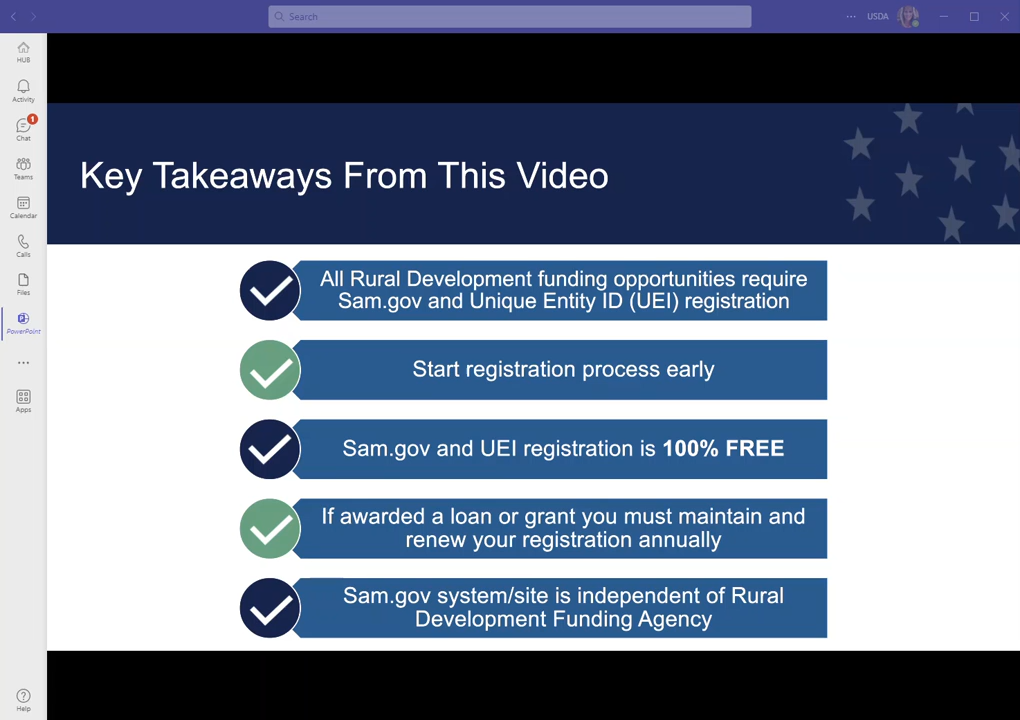 Search
USDA
HUB
Activity
1
Chat
Teams
Calendar
Calls
Files
PowerPoint
Apps
Help
Key Takeaways From This Video
All Rural Development funding opportunities require
Sam.gov and Unique Entity ID (UEI) registration
Start registration process early
Sam.gov and UEI registration is 100% FREE
If awarded a loan or grant you must maintain and
renew your registration annually
Sam.gov system/site is independent of Rural
Development Funding Agency